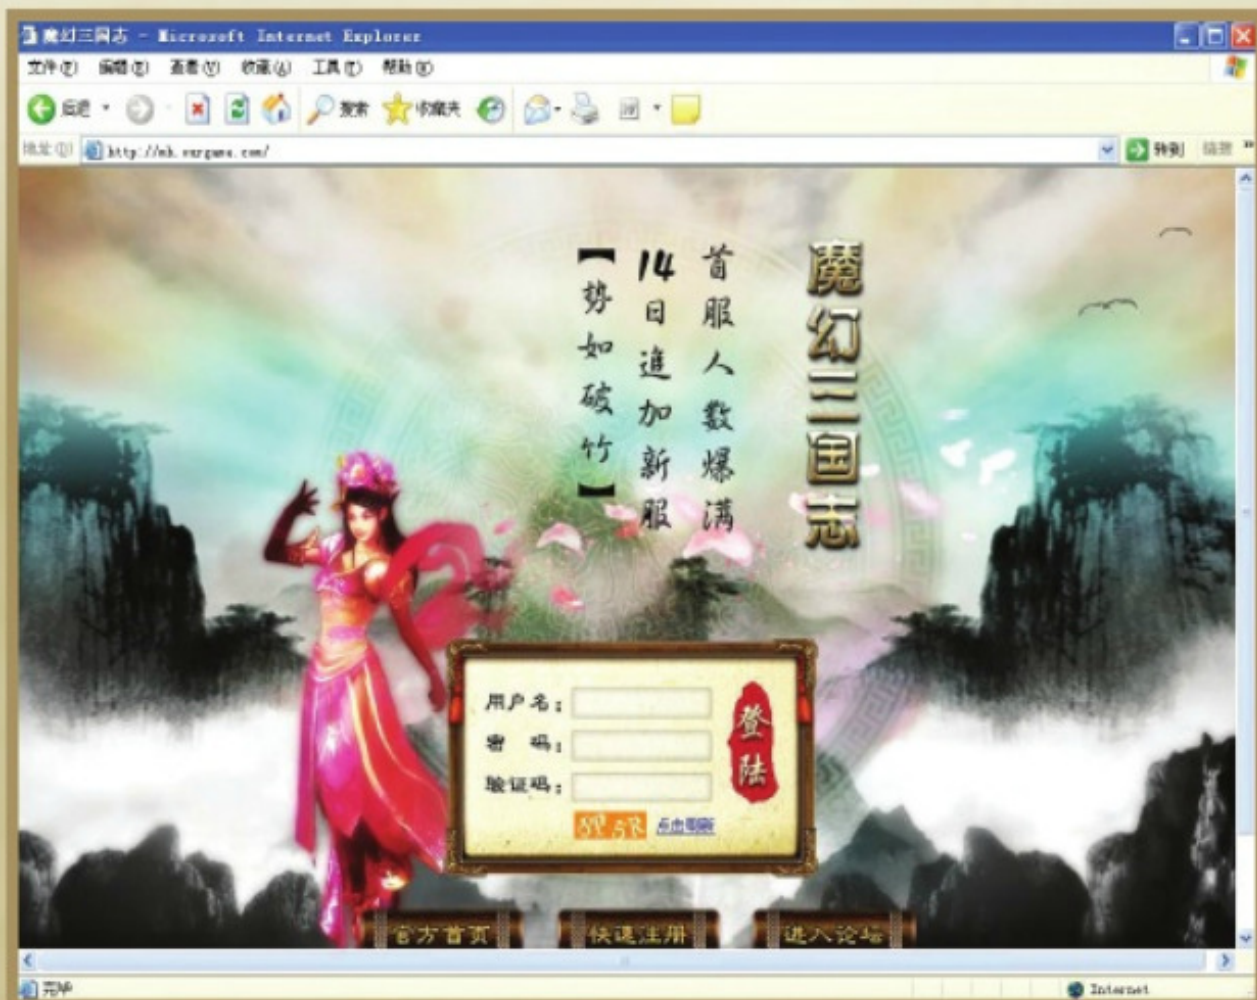 魔幻三国志 - Microsoft Internet Explorer
文件(F) 编辑(E) 查看(V) 收藏(A) 工具(T) 帮助(H)
后退 搜索 收藏夹
地址(D) 转到 链接 »
魔幻三国志
首服人数爆满
14日追加新服
【势如破竹】
用户名：
密 码：
验证码：
登陆
点击刷新
官方首页 快速注册 进入论坛
完毕 Internet